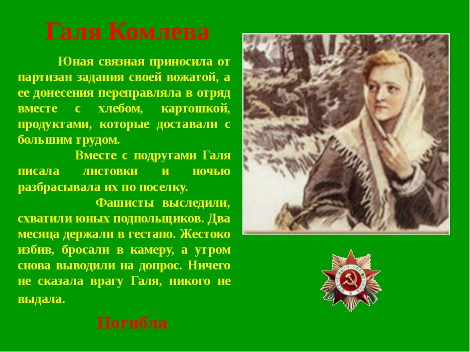 Галя Комлева
Юная связная приносила от
партизан задания своей вожатой, а
ее донесения переправляла в отряд
вместе с хлебом, картошкой,
продуктами, которые доставали с
большим трудом.
Вместе с подругами Галя
писала листовки и ночью
разбрасывала их по поселку.
Фашисты выследили,
схватили юных подпольщиков. Два
месяца держали в гестапо. Жестоко
избив, бросали в камеру, а утром
снова выводили на допрос. Ничего
не сказала врагу Галя, никого не
выдала.
Погибла